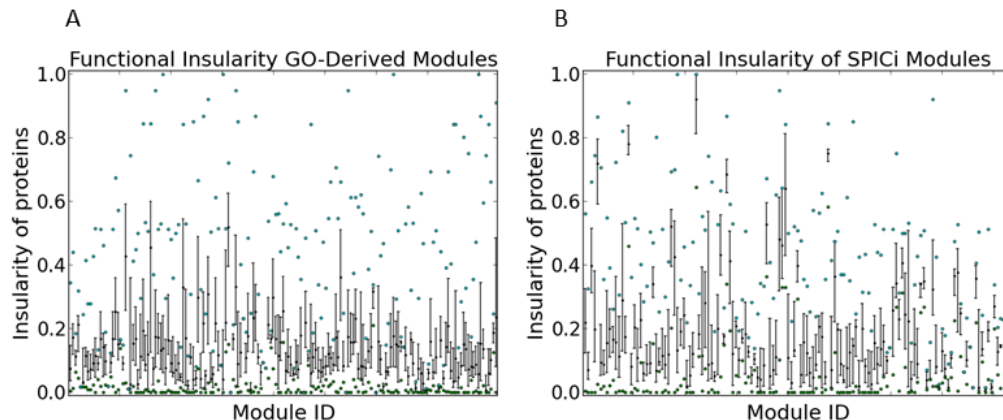 A
Functional Insularity GO-Derived Modules
Insularity of proteins
1.0
0.8
0.6
0.4
0.2
0.0
Module ID
B
Functional Insularity of SPICi Modules
Insularity of proteins
1.0
0.8
0.6
0.4
0.2
0.0
Module ID